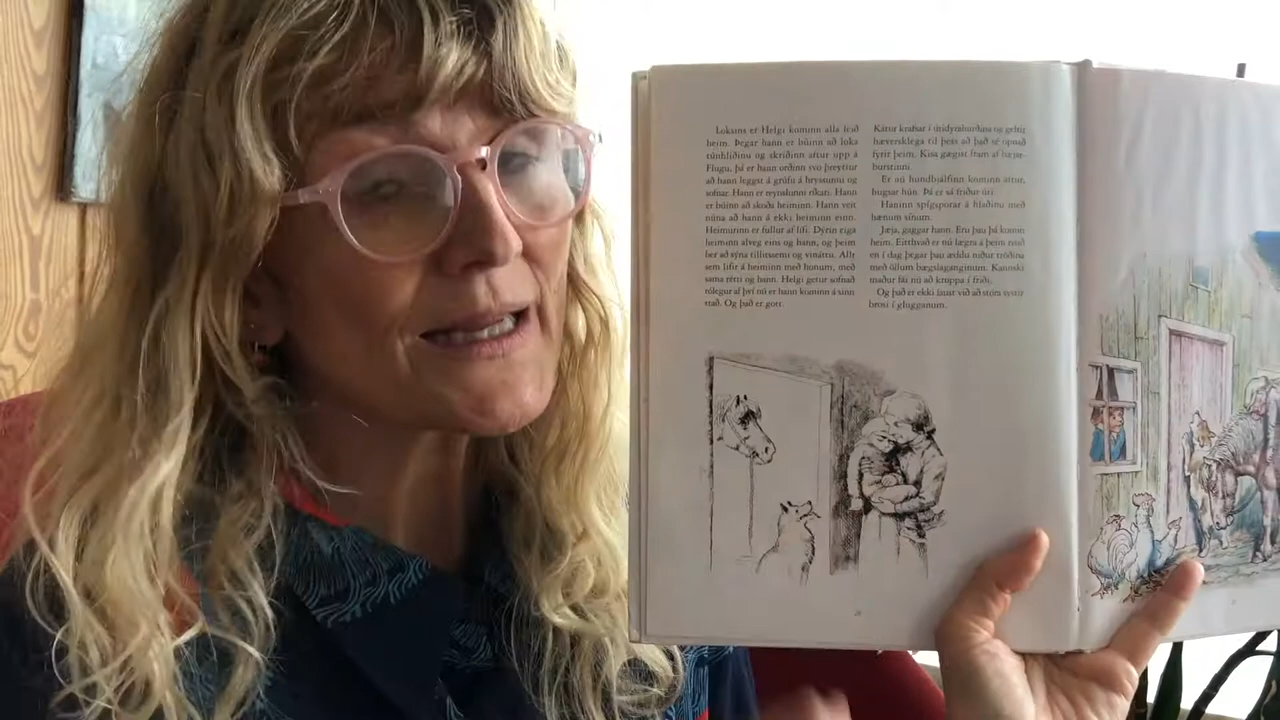 Loksins er Helgi kominn alla leið
heim. Þegar hann er búinn að loka
túnhliðinu og skríðinn aftur upp á
Flugu, þá er hann orðinn svo þreyttur
að hann leggst á grúfu á hryssunni og
sofnar. Hann er reynslunni ríkari. Hann
er búinn að skoða heiminn. Hann veit
núna að hann á ekki heiminn einn.
Heimurinn er fullur af lífi. Dýrin eiga
heiminn alveg eins og hann, og þeim
ber að sýna tillitssemi og vináttu. Allt
sem lifir á heiminn með honum, með
sama rétti og hann. Helgi getur sofnað
rólegur af því nú er hann kominn á sinn
stað. Og það er gott.
Kátur krafsar í útidyrahurðina og geltir
hæversklega til þess að það sé opnað
fyrir þeim. Kisa gægist fram af bæjar-
burstinni.
Er nú hundbjálfinn kominn aftur,
hugsar hún. Þá er sá friður úti.
Haninn spígsporar á hlaðinu með
hænum sínum.
Jæja, gaggar hann. Eru þau þá komin
heim. Eitthvað er nú lægra á þeim risið
en í dag þegar þau æddu niður tröðina
með öllum bægslaganginum. Kannski
maður fái nú að kroppa í friði.
Og það er ekki laust við að stóra systir
brosi í glugganum.